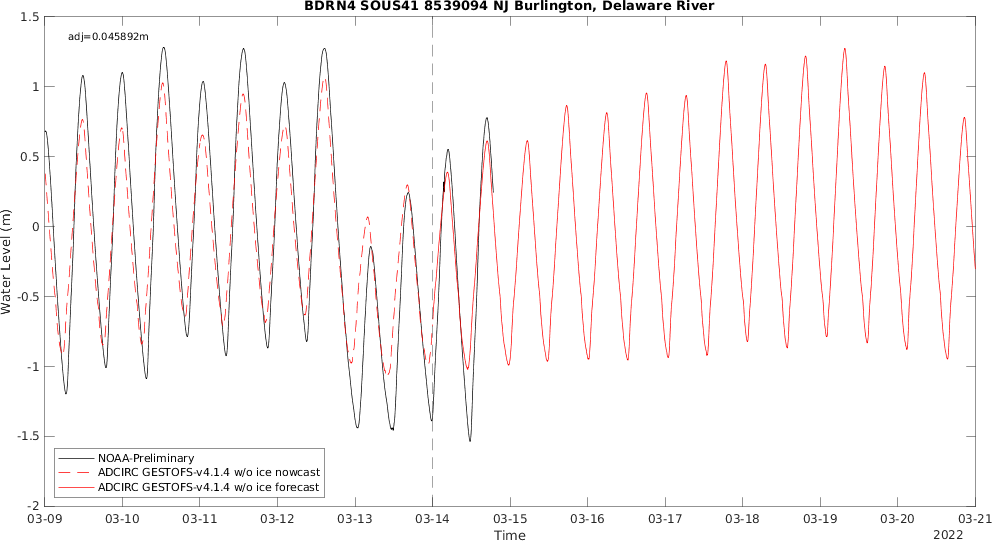 BDRN4 SOUS41 8539094 NJ Burlington, Delaware River
adj=0.045892m
1.5
1
0.5
0
-0.5
-1
-1.5
-2
Water Level (m)
NOAA-Preliminary
ADCIRC GESTOFS-v4.1.4 w/o ice nowcast
ADCIRC GESTOFS-v4.1.4 w/o ice forecast
03-09 03-10 03-11 03-12 03-13 03-14 03-15 03-16 03-17 03-18 03-19 03-20 03-21
Time
2022